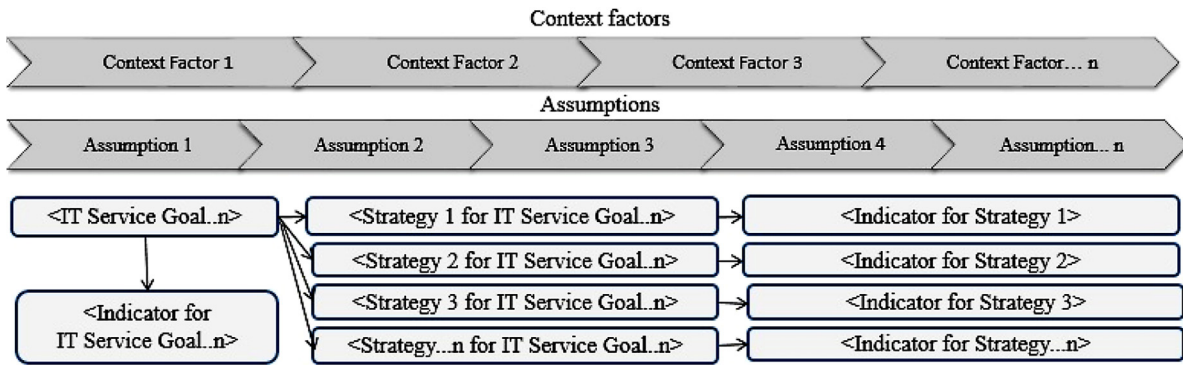 Context factors
Context Factor 1
Context Factor 2
Context Factor 3
Context Factor... n
Assumptions
Assumption 1
Assumption 2
Assumption 3
Assumption 4
Assumption... n
<IT Service Goal..n>
<Strategy 1 for IT Service Goal..n>
<Indicator for Strategy 1>
<Strategy 2 for IT Service Goal..n>
<Indicator for Strategy 2>
<Indicator for
IT Service Goal..n>
<Strategy 3 for IT Service Goal..n>
<Indicator for Strategy 3>
<Strategy...n for IT Service Goal..n>
<Indicator for Strategy...n>